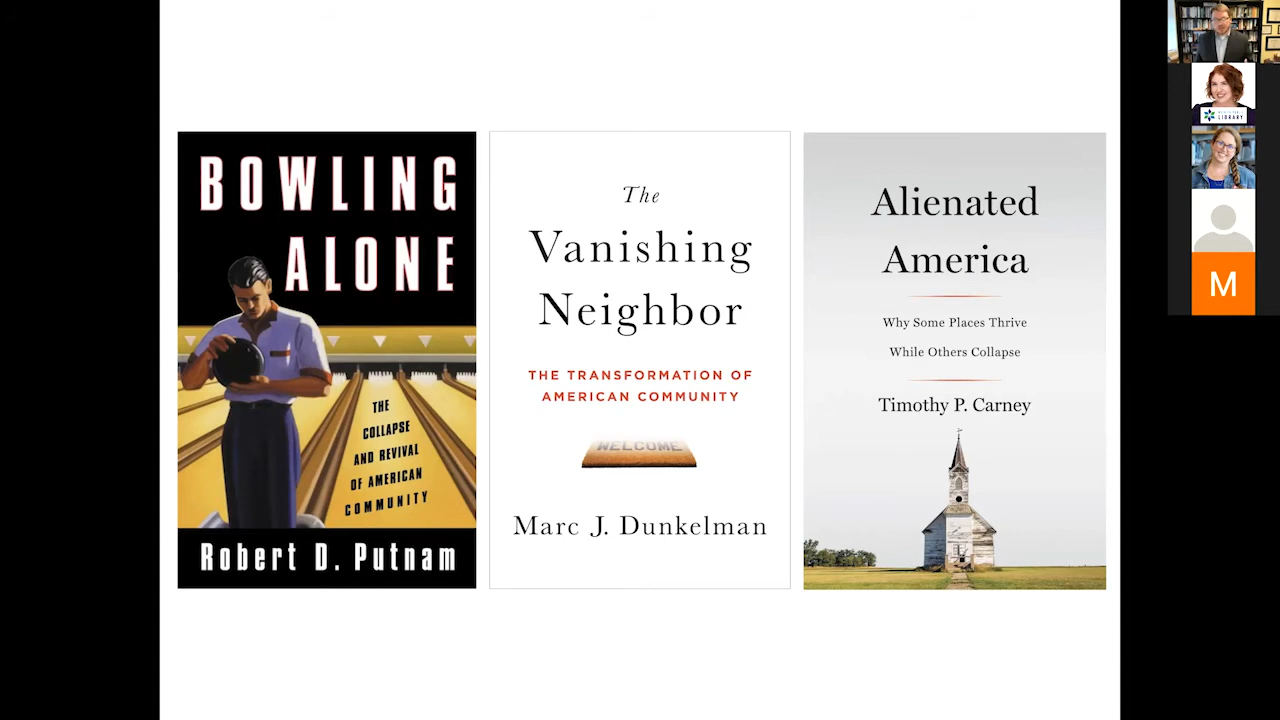 BOWLING
ALONE
THE
COLLAPSE
AND REVIVAL
OF AMERICAN
COMMUNITY
Robert D. Putnam
The
Vanishing
Neighbor
THE TRANSFORMATION OF
AMERICAN COMMUNITY
WELCOME
Marc J. Dunkelman
Alienated
America
Why Some Places Thrive
While Others Collapse
Timothy P. Carney
LIBRARY
M